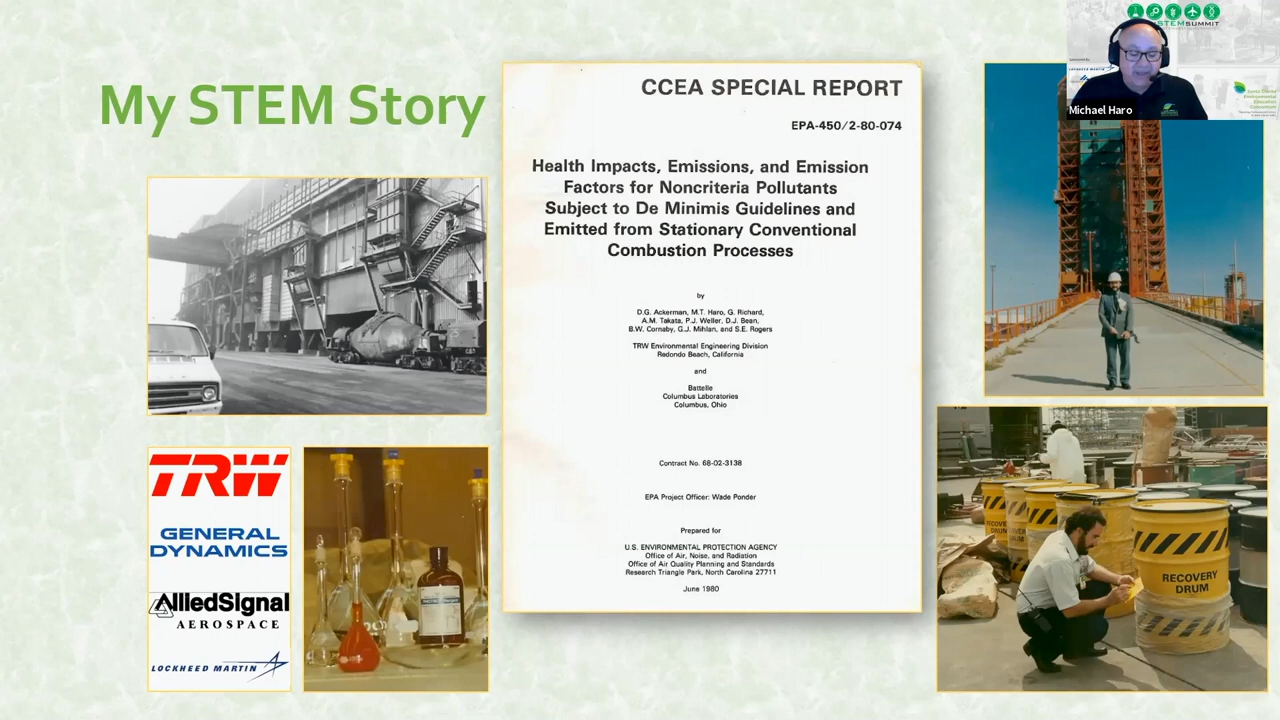 My STEM Story
TRW
GENERAL
DYNAMICS
AlliedSignal
AEROSPACE
LOCKHEED MARTIN
CCEA SPECIAL REPORT
EPA-450/2-80-074
Health Impacts, Emissions, and Emission
Factors for Noncriteria Pollutants
Subject to De Minimis Guidelines and
Emitted from Stationary Conventional
Combustion Processes
by
D.G. Ackerman, M.T. Haro, G. Richard,
A.M. Takata, P.J. Weller, D.J. Bean,
B.W. Cornaby, G.J. Mihlan, and S.E. Rogers
TRW Environmental Engineering Division
Redondo Beach, California
and
Battelle
Columbus Laboratories
Columbus, Ohio
Contract No. 68-02-3138
EPA Project Officer: Wade Ponder
Prepared for
U.S. ENVIRONMENTAL PROTECTION AGENCY
Office of Air, Noise, and Radiation
Office of Air Quality Planning and Standards
Research Triangle Park, North Carolina 27711
June 1980
STEM SUMMIT
LOCKHEED MARTIN
Michael Haro
RECOVERY
DRUM